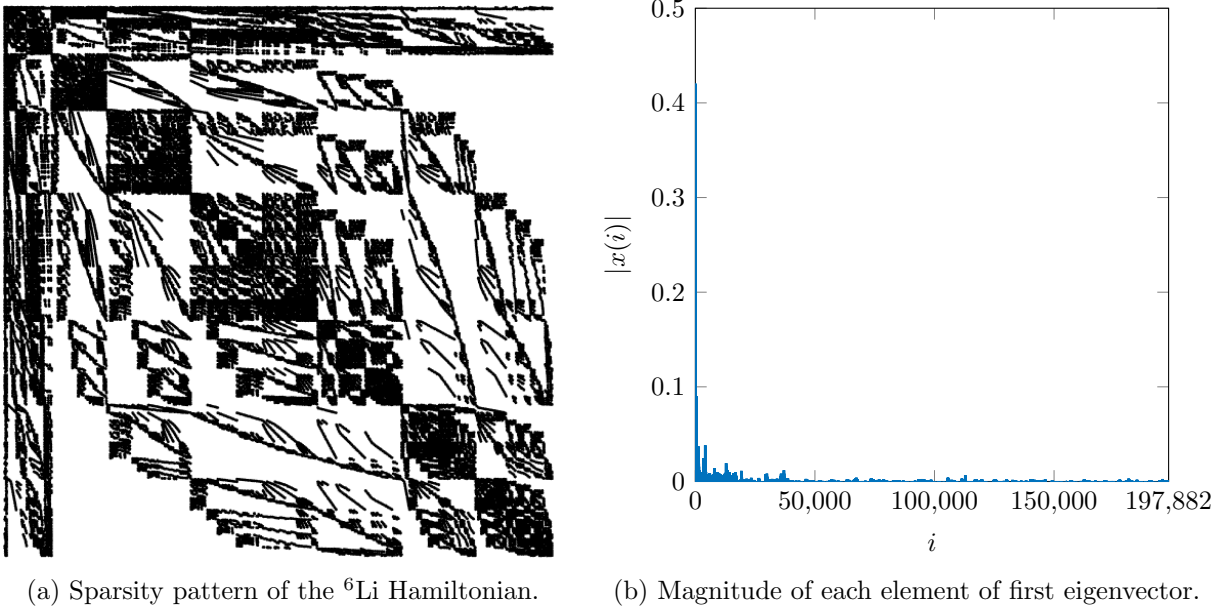 0.5
0.4
0.3
0.2
0.1
0
|x(i)|
0 50,000 100,000 150,000 197,882
i
(a) Sparsity pattern of the ⁶Li Hamiltonian.
(b) Magnitude of each element of first eigenvector.